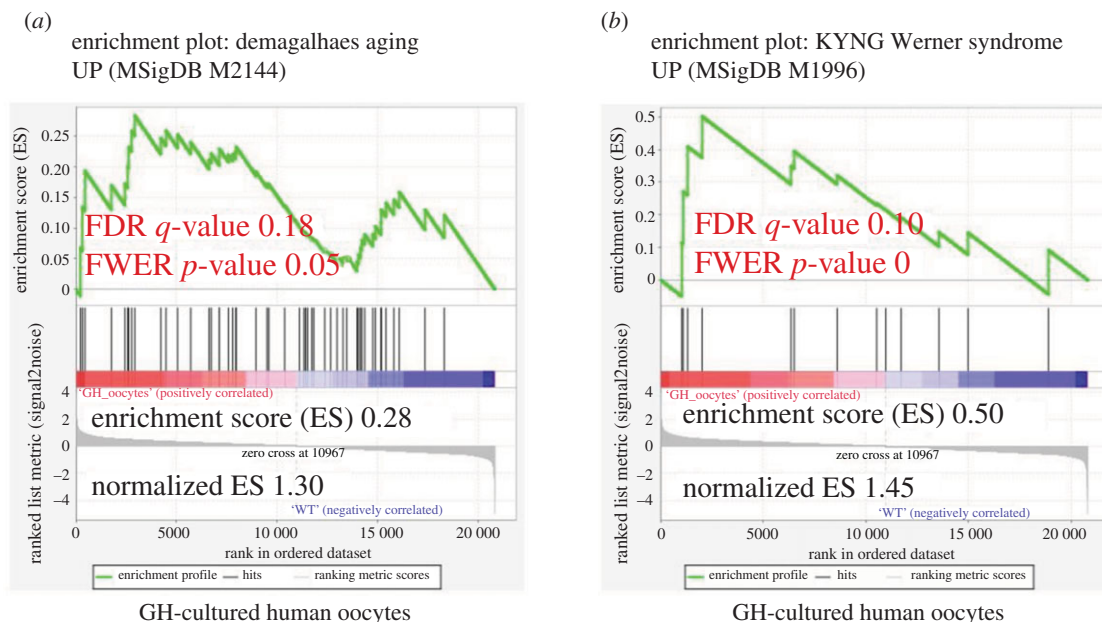 (a)
enrichment plot: demagalhaes aging
UP (MSigDB M2144)
enrichment score (ES)
0.25
0.20
0.15
0.10
0.05
0
FDR q-value 0.18
FWER p-value 0.05
ranked list metric (signal2noise)
'GH_oocytes' (positively correlated)
4
2
0
−2
−4
enrichment score (ES) 0.28
zero cross at 10967
normalized ES 1.30
'WT' (negatively correlated)
0 5000 10 000 15 000 20 000
rank in ordered dataset
enrichment profile hits ranking metric scores
GH-cultured human oocytes
(b)
enrichment plot: KYNG Werner syndrome
UP (MSigDB M1996)
enrichment score (ES)
0.5
0.4
0.3
0.2
0.1
0
FDR q-value 0.10
FWER p-value 0
ranked list metric (signal2noise)
'GH_oocytes' (positively correlated)
4
2
0
−2
−4
enrichment score (ES) 0.50
zero cross at 10967
normalized ES 1.45
'WT' (negatively correlated)
0 5000 10 000 15 000 20 000
rank in ordered dataset
enrichment profile hits ranking metric scores
GH-cultured human oocytes